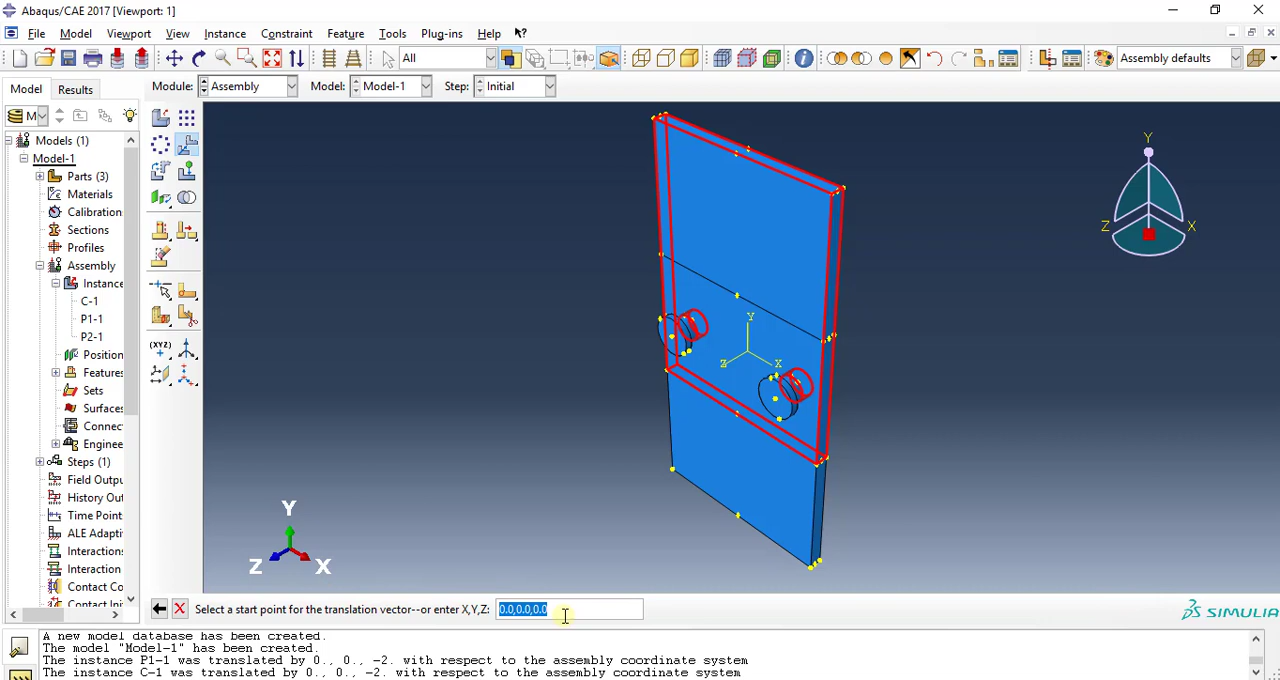 Abaqus/CAE 2017 [Viewport: 1]
File Model Viewport View Instance Constraint Feature Tools Plug-ins Help
All Assembly defaults
Model Results Module: Assembly Model: Model-1 Step: Initial
M
Models (1)
Model-1
Parts (3)
Materials
Calibration
Sections
Profiles
Assembly
Instance
C-1
P1-1
P2-1
Position
Features
Sets
Surfaces
Connec
Enginee
Steps (1)
Field Output
History Out
Time Point
ALE Adaptiv
Interactions
Interaction
Contact Co
Contact Ini
(XYZ)
Y
Z X
Y
Z X
Y
Z X
Select a start point for the translation vector--or enter X,Y,Z: 0.0,0.0,0.0
SIMULIA
A new model database has been created.
The model "Model-1" has been created.
The instance P1-1 was translated by 0., 0., -2. with respect to the assembly coordinate system
The instance C-1 was translated by 0., 0., -2. with respect to the assembly coordinate system